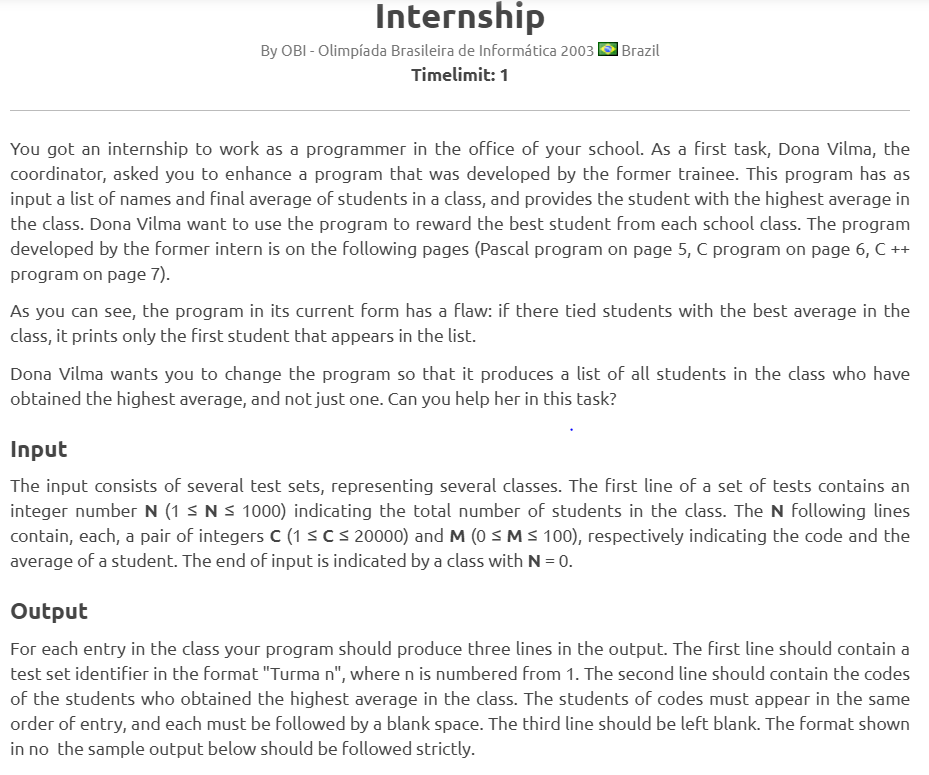 Internship
By OBI - Olimpíada Brasileira de Informática 2003 Brazil
Timelimit: 1
You got an internship to work as a programmer in the office of your school. As a first task, Dona Vilma, the
coordinator, asked you to enhance a program that was developed by the former trainee. This program has as
input a list of names and final average of students in a class, and provides the student with the highest average in
the class. Dona Vilma want to use the program to reward the best student from each school class. The program
developed by the former intern is on the following pages (Pascal program on page 5, C program on page 6, C ++
program on page 7).
As you can see, the program in its current form has a flaw: if there tied students with the best average in the
class, it prints only the first student that appears in the list.
Dona Vilma wants you to change the program so that it produces a list of all students in the class who have
obtained the highest average, and not just one. Can you help her in this task?
Input
The input consists of several test sets, representing several classes. The first line of a set of tests contains an
integer number N (1 ≤ N ≤ 1000) indicating the total number of students in the class. The N following lines
contain, each, a pair of integers C (1 ≤ C ≤ 20000) and M (0 ≤ M ≤ 100), respectively indicating the code and the
average of a student. The end of input is indicated by a class with N = 0.
Output
For each entry in the class your program should produce three lines in the output. The first line should contain a
test set identifier in the format "Turma n", where n is numbered from 1. The second line should contain the codes
of the students who obtained the highest average in the class. The students of codes must appear in the same
order of entry, and each must be followed by a blank space. The third line should be left blank. The format shown
in no the sample output below should be followed strictly.